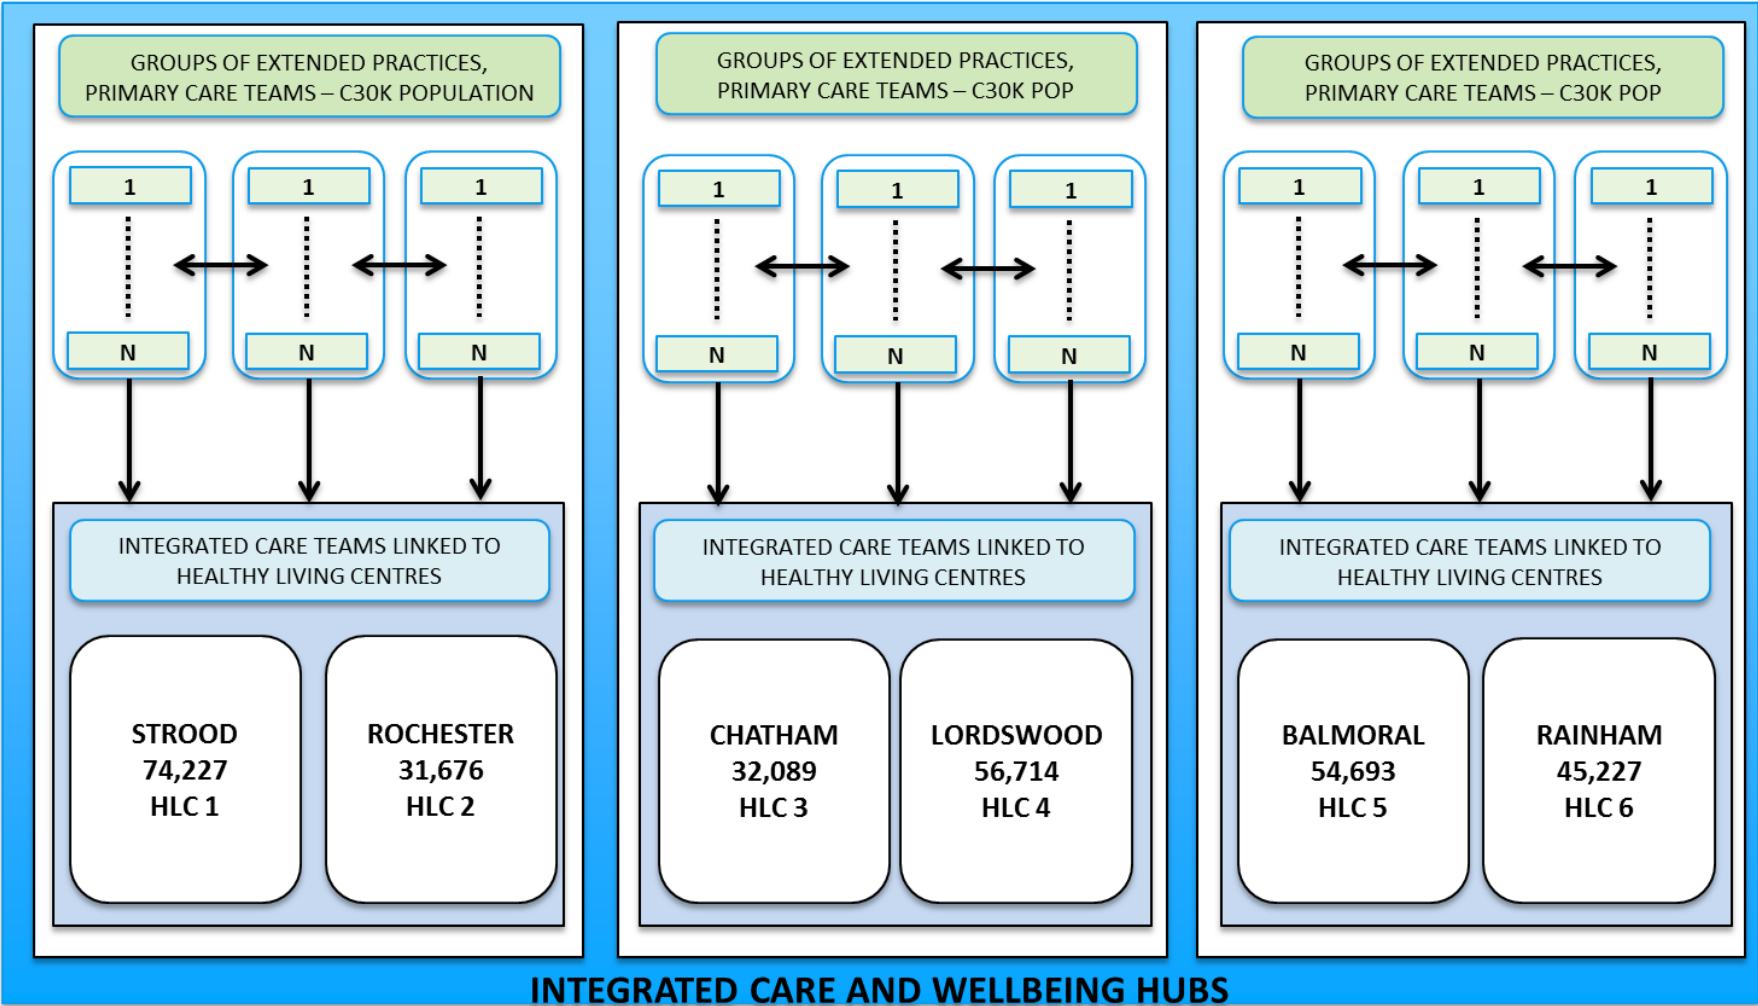 GROUPS OF EXTENDED PRACTICES,
PRIMARY CARE TEAMS – C30K POPULATION
1
1
1
N
N
N
INTEGRATED CARE TEAMS LINKED TO
HEALTHY LIVING CENTRES
STROOD
74,227
HLC 1
ROCHESTER
31,676
HLC 2
GROUPS OF EXTENDED PRACTICES,
PRIMARY CARE TEAMS – C30K POP
1
1
1
N
N
N
INTEGRATED CARE TEAMS LINKED TO
HEALTHY LIVING CENTRES
CHATHAM
32,089
HLC 3
LORDSWOOD
56,714
HLC 4
GROUPS OF EXTENDED PRACTICES,
PRIMARY CARE TEAMS – C30K POP
1
1
1
N
N
N
INTEGRATED CARE TEAMS LINKED TO
HEALTHY LIVING CENTRES
BALMORAL
54,693
HLC 5
RAINHAM
45,227
HLC 6
INTEGRATED CARE AND WELLBEING HUBS